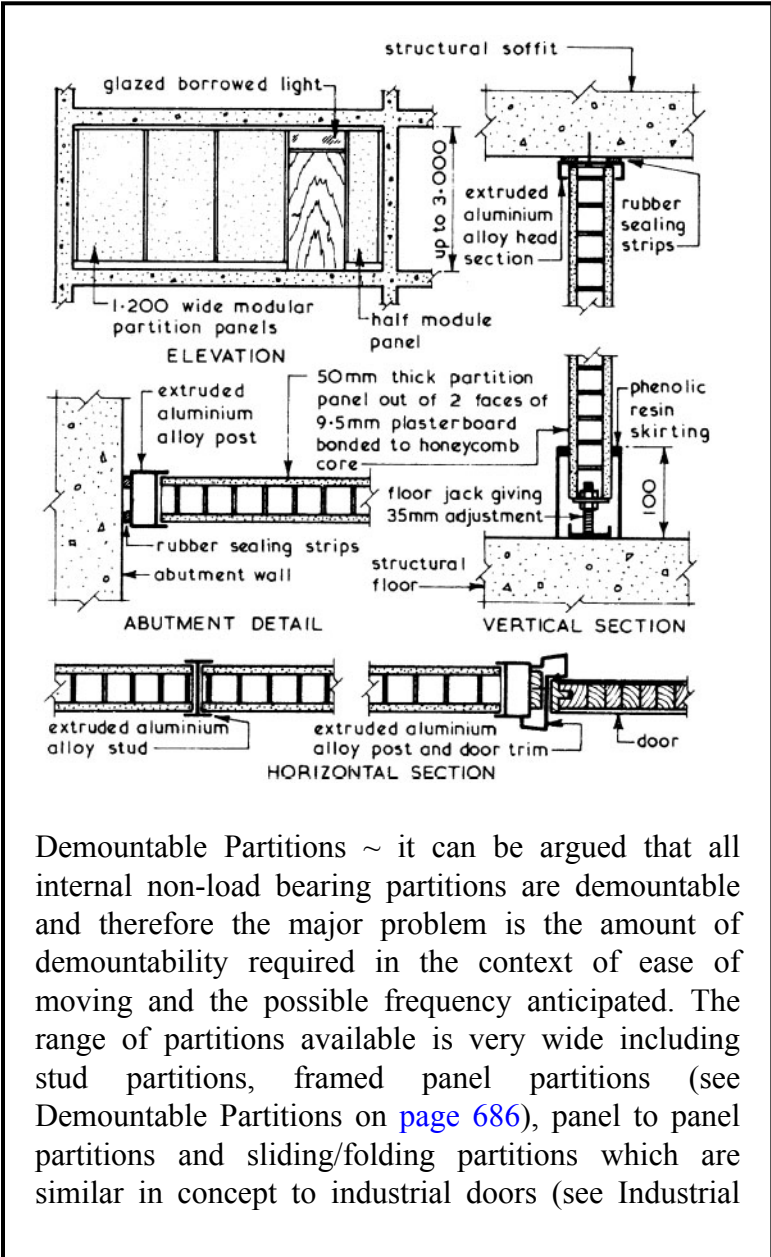 structural soffit
glazed borrowed light
up to 3.000
extruded
aluminium
alloy head
section
rubber
sealing
strips
1.200 wide modular
partition panels
half module
panel
ELEVATION
extruded
aluminium
alloy post
50mm thick partition
panel out of 2 faces of
9.5mm plasterboard
bonded to honeycomb
core
phenolic
resin
skirting
floor jack giving
35mm adjustment
100
rubber sealing strips
abutment wall
structural
floor
ABUTMENT DETAIL
VERTICAL SECTION
extruded aluminium
alloy stud
extruded aluminium
alloy post and door trim
door
HORIZONTAL SECTION
Demountable Partitions ~ it can be argued that all
internal non-load bearing partitions are demountable
and therefore the major problem is the amount of
demountability required in the context of ease of
moving and the possible frequency anticipated. The
range of partitions available is very wide including
stud partitions, framed panel partitions (see
Demountable Partitions on page 686), panel to panel
partitions and sliding/folding partitions which are
similar in concept to industrial doors (see Industrial